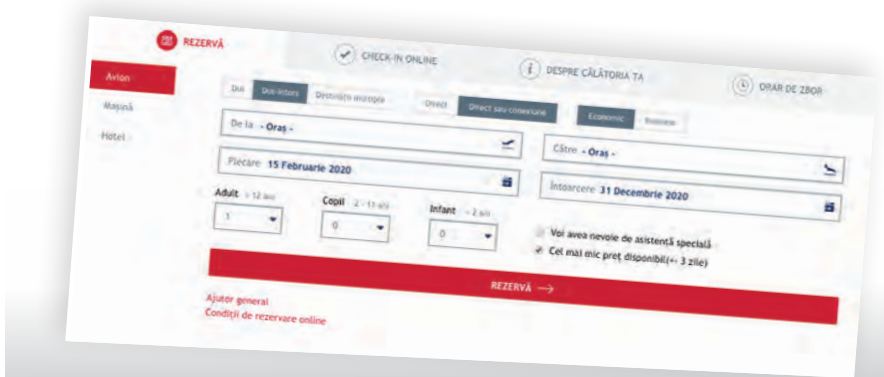 REZERVĂ
CHECK-IN ONLINE
DESPRE CĂLĂTORIA TA
ORAR DE ZBOR
Avion
Mașină
Hotel
Dus Dus-întors Destinații multiple Direct Direct sau conexiune Economic Business
De la - Oraș -
Către - Oraș -
Plecare 15 Februarie 2020
Întoarcere 31 Decembrie 2020
Adult > 12 ani
Copil 2 - 11 ani
Infant < 2 ani
1
0
0
Voi avea nevoie de asistență specială
Cel mai mic preț disponibil(+- 3 zile)
REZERVĂ →
Ajutor general
Condiții de rezervare online